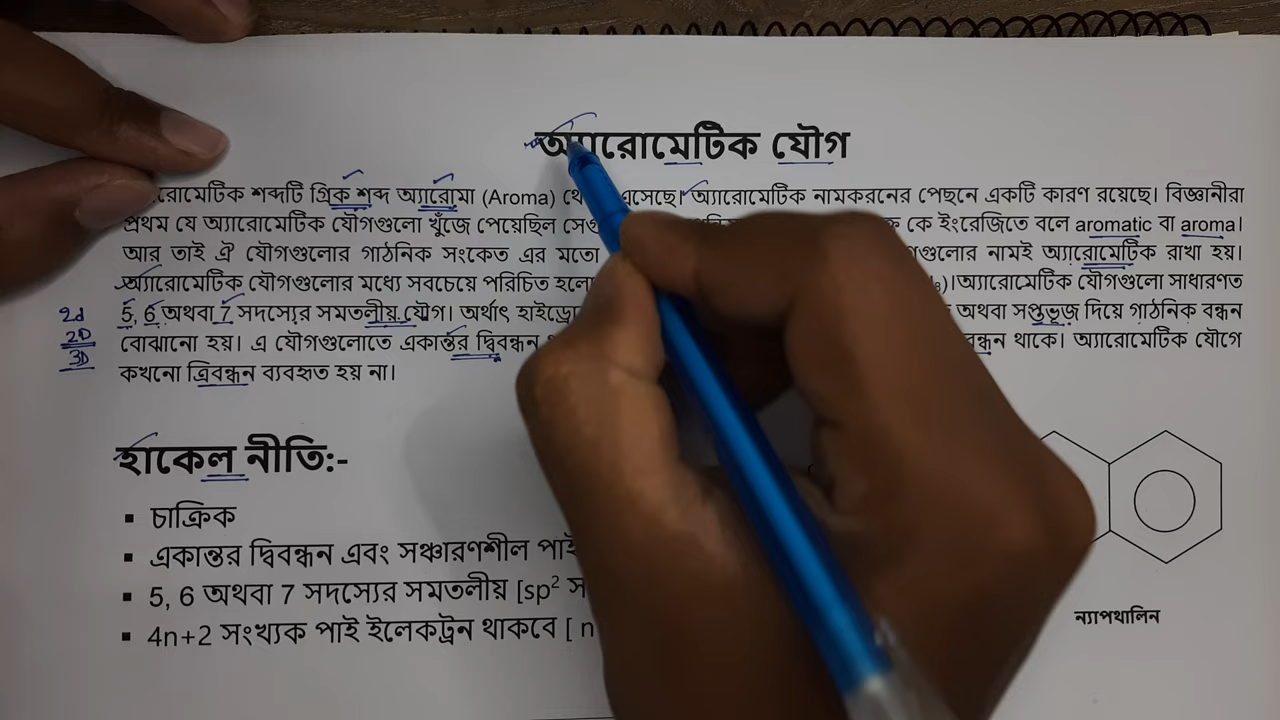 অ্যারোমেটিক যৌগ
শব্দটি গ্রিক শব্দ অ্যারোমা (Aroma) এসেছে। অ্যারোমেটিক নামকরনের পেছনে একটি কারণ রয়েছে। বিজ্ঞানীরা
প্রথম যে অ্যারোমেটিক যৌগগুলো খুঁজে পেয়েছিল কে ইংরেজিতে বলে aromatic বা aroma।
আর তাই ঐ যৌগগুলোর গাঠনিক সংকেত এর মতো নামই অ্যারোমেটিক রাখা হয়।
অ্যারোমেটিক যৌগগুলোর মধ্যে সবচেয়ে পরিচিত হলো অ্যারোমেটিক যৌগগুলো সাধারণত
2d 5, 6 অথবা 7 সদস্যের সমতলীয় যৌগ। অর্থাৎ অথবা সপ্তভূজ দিয়ে গাঠনিক বন্ধন
2D বোঝানো হয়। এ যৌগগুলোতে একান্তর দ্বিবন্ধন থাকে। অ্যারোমেটিক যৌগে
3D কখনো ত্রিবন্ধন ব্যবহৃত হয় না।
হাকেল নীতি:-
▪ চাক্রিক
▪ একান্তর দ্বিবন্ধন এবং সঞ্চারণশীল পাই
▪ 5, 6 অথবা 7 সদস্যের সমতলীয় [sp² স
▪ 4n+2 সংখ্যক পাই ইলেকট্রন থাকবে [ n
ন্যাপথালিন